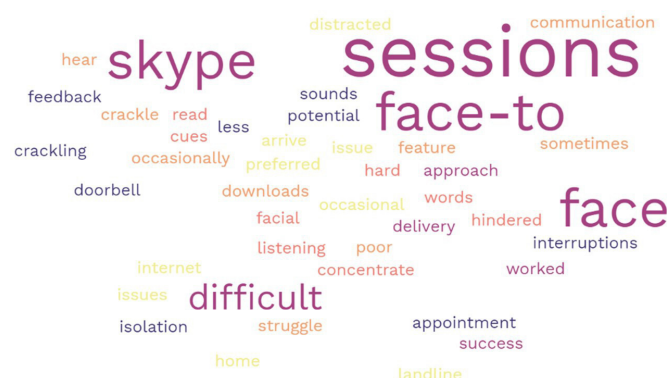 distracted
communication
sessions
hear
skype
feedback
sounds
face-to
crackle
read
potential
cues
less
crackling
arrive
issue
feature
sometimes
occasionally
preferred
hard
approach
doorbell
downloads
occasional
words
face
facial
delivery
hindered
listening
poor
interruptions
internet
concentrate
worked
issues
difficult
isolation
struggle
appointment
success
home
landline